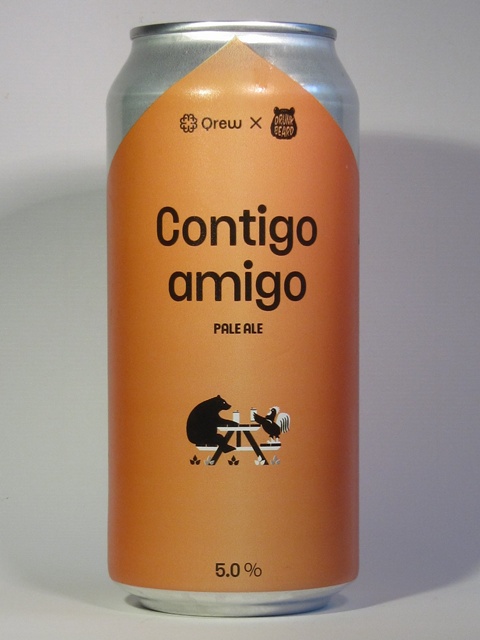 Qrew X DRUNK BEARD
Contigo
amigo
PALE ALE
5.0 %